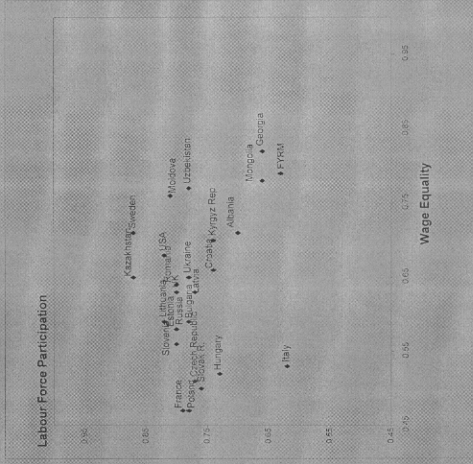 Labour Force Participation
0.95
0.85
0.75
0.65
0.55
0.45
Kazakhstan
Sweden
Moldova
Uzbekistan
Lithuania
USA
Slovenia
Estonia
Romania
UK
Russia
Ukraine
Bulgaria
Latvia
Croatia
Kyrgyz Rep
Albania
Mongolia
Georgia
FYRM
France
Poland
Czech Republic
Slovak R.
Hungary
Italy
0.45
0.55
0.65
0.75
0.85
0.95
Wage Equality